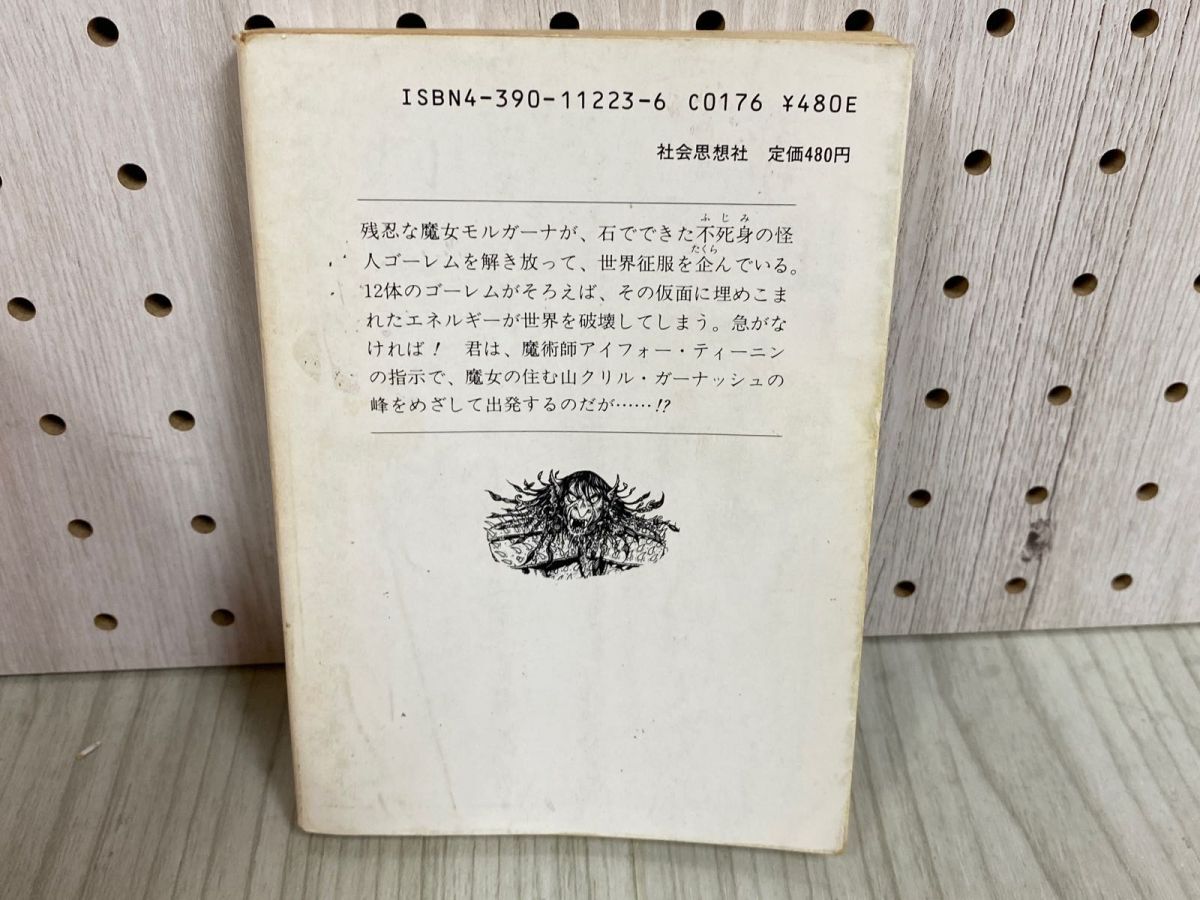 ISBN4-390-11223-6 C0176 ¥480E
社会思想社 定価480円
残忍な魔女モルガーナが、石でできた不死身の怪
人ゴーレムを解き放って、世界征服を企んでいる。
12体のゴーレムがそろえば、その仮面に埋めこま
れたエネルギーが世界を破壊してしまう。急がな
ければ! 君は、魔術師アイフォー・ティーニン
の指示で、魔女の住む山クリル・ガーナッシュの
峰をめざして出発するのだが……!?